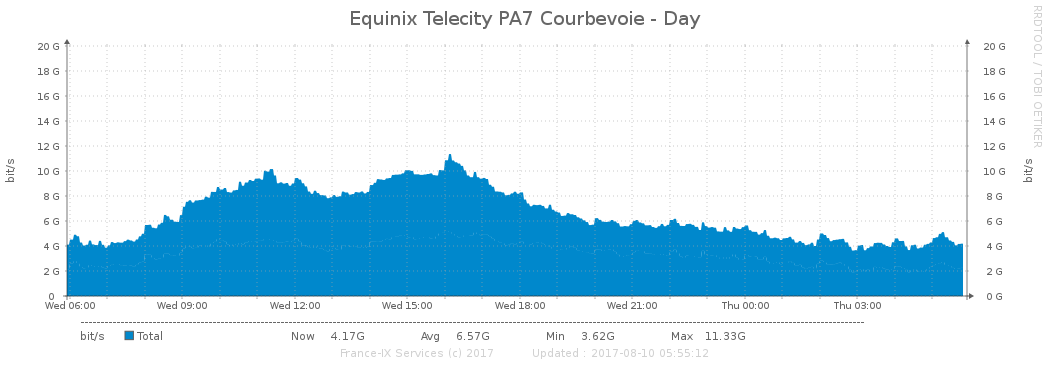 Equinix Telecity PA7 Courbevoie - Day
RRDTOOL / TOBI OETIKER
20 G 20 G
18 G 18 G
16 G 16 G
14 G 14 G
12 G 12 G
10 G 10 G
8 G 8 G
6 G 6 G
4 G 4 G
2 G 2 G
0 0 G
bit/s
bit/s
Wed 06:00 Wed 09:00 Wed 12:00 Wed 15:00 Wed 18:00 Wed 21:00 Thu 00:00 Thu 03:00
bit/s Total Now 4.17G Avg 6.57G Min 3.62G Max 11.33G
France-IX Services (c) 2017 Updated : 2017-08-10 05:55:12